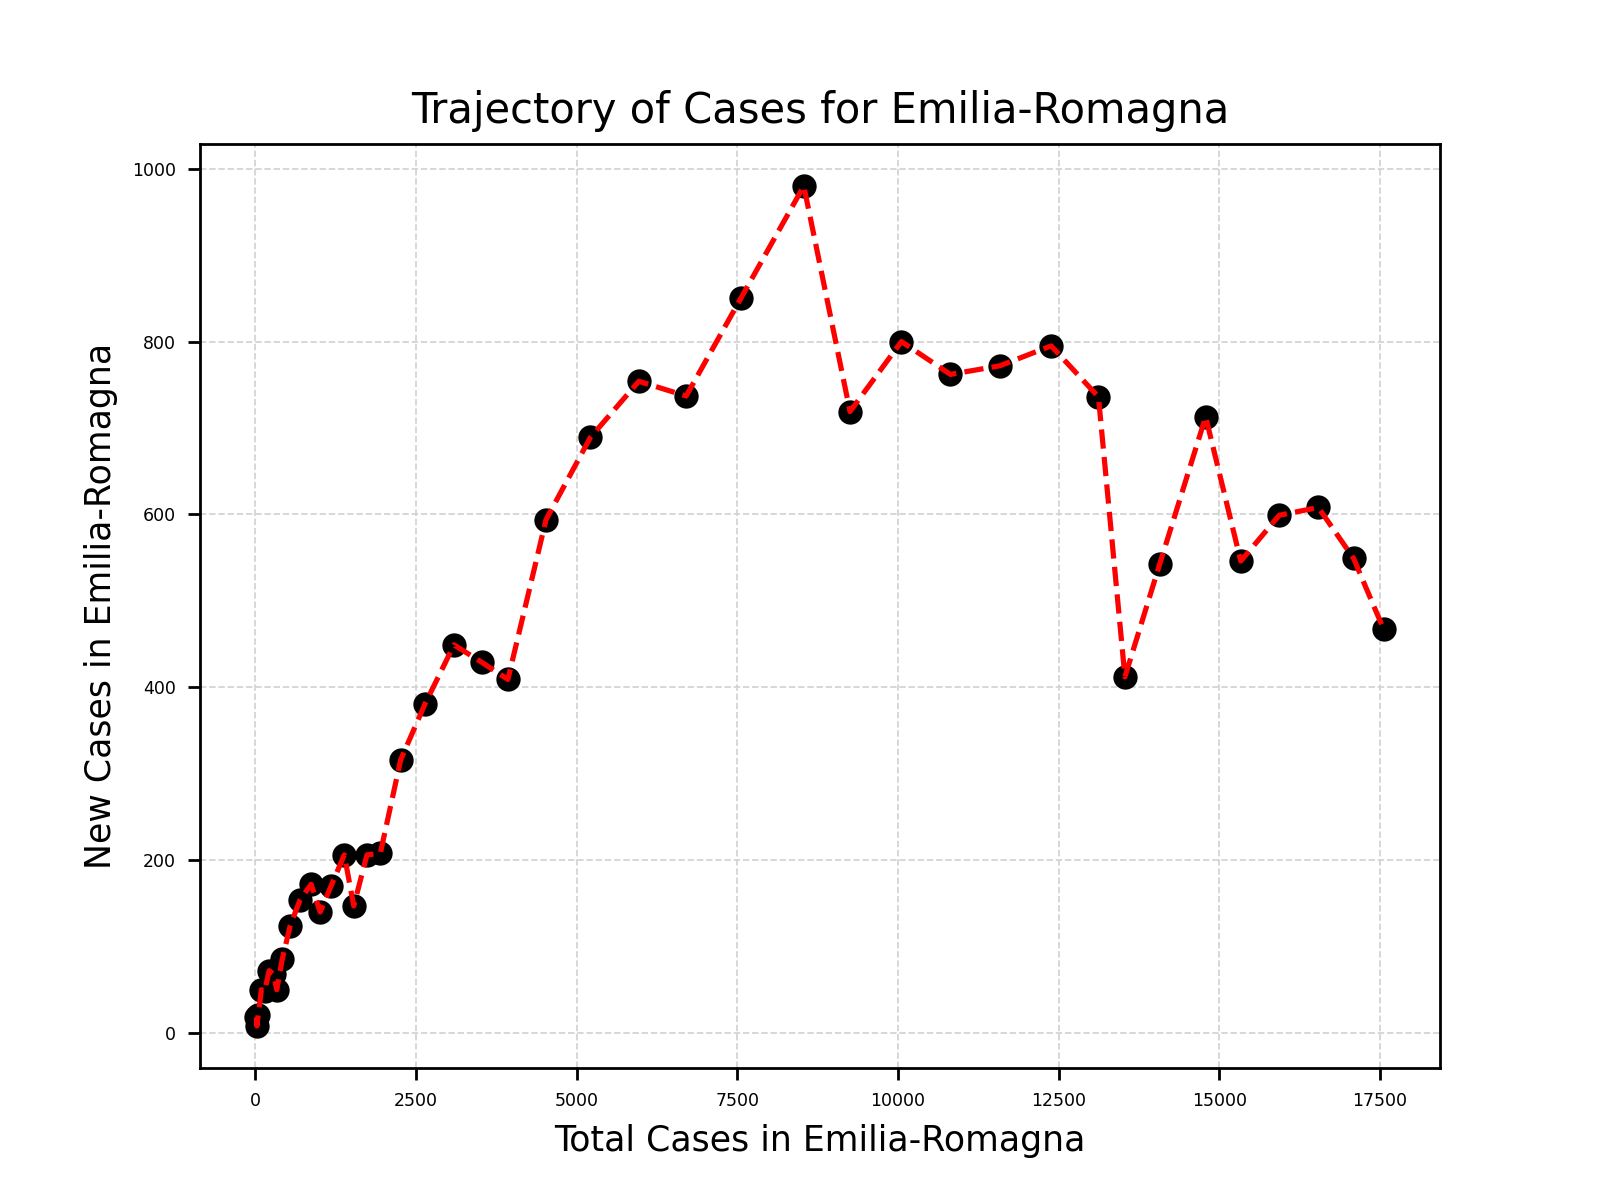 Trajectory of Cases for Emilia-Romagna
New Cases in Emilia-Romagna
1000
800
600
400
200
0
0 2500 5000 7500 10000 12500 15000 17500
Total Cases in Emilia-Romagna